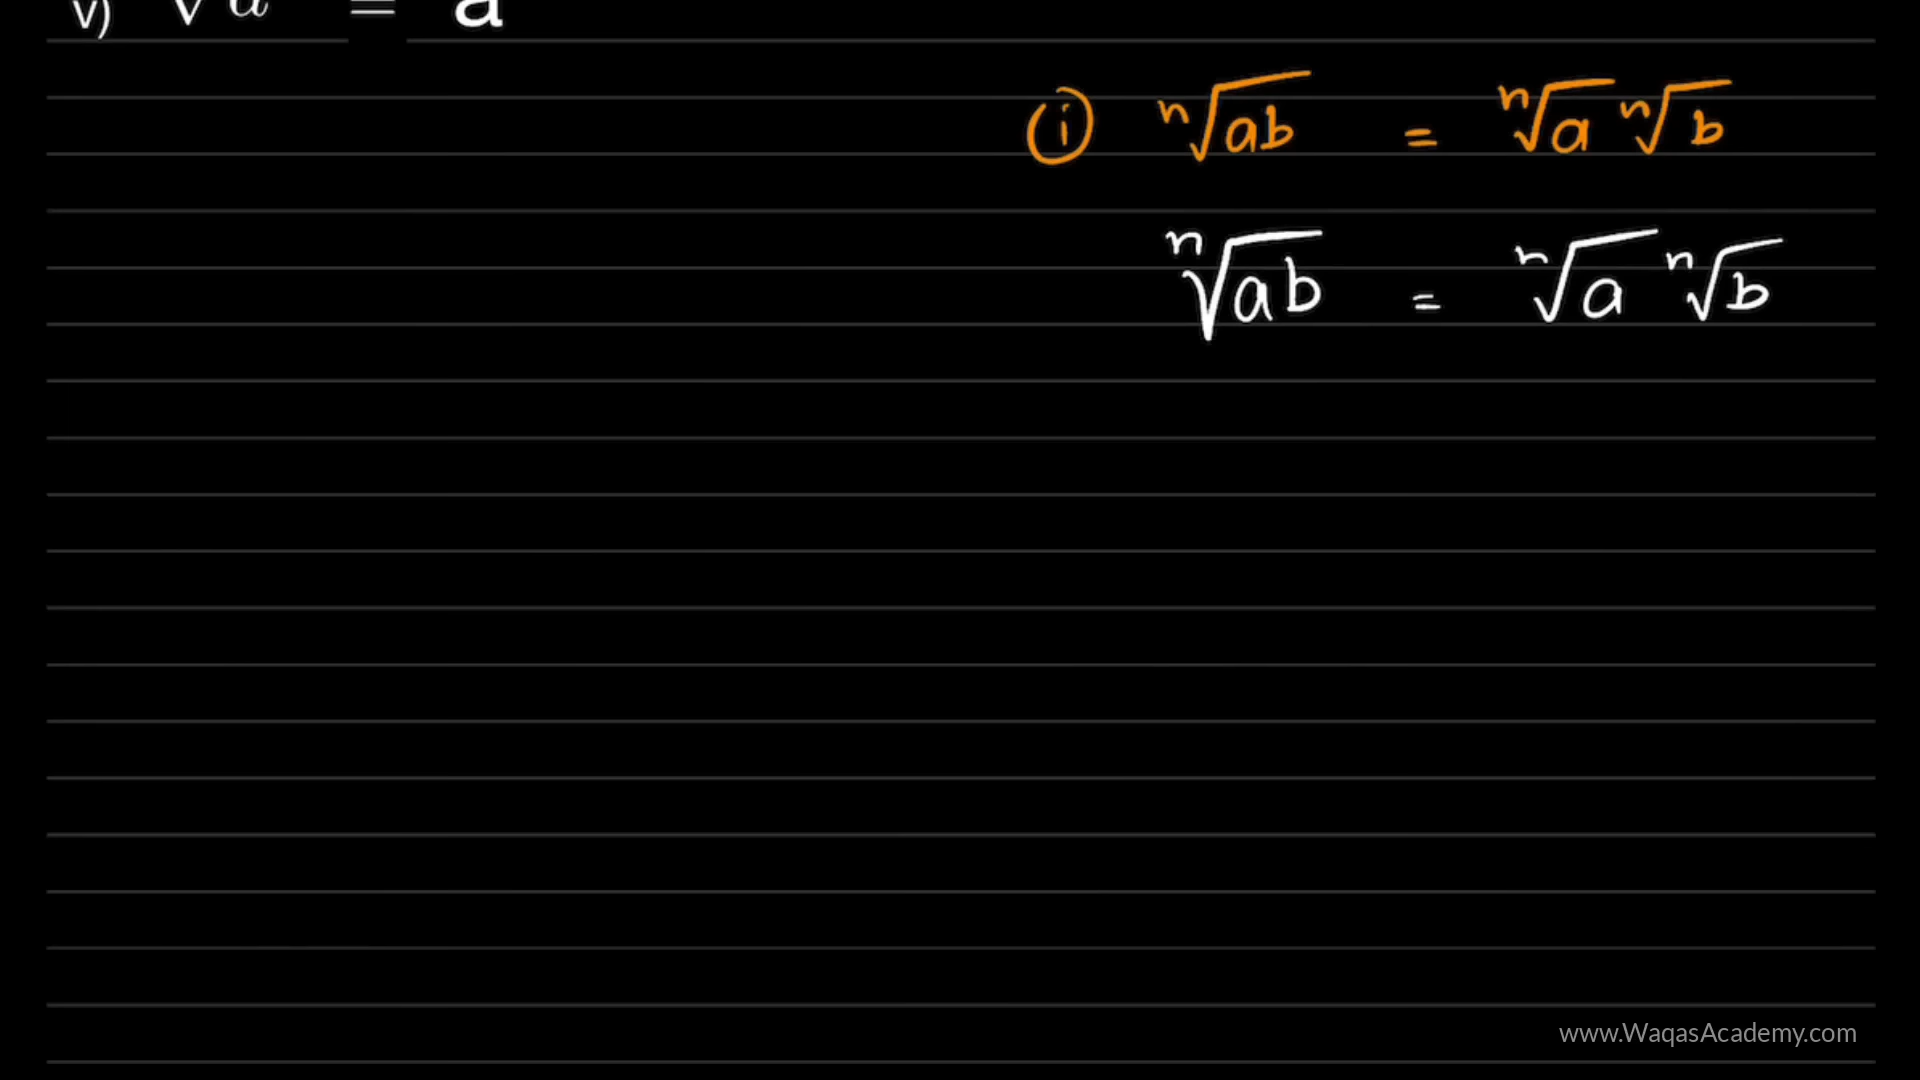 v) √a = a
(i) ⁿ√ab = ⁿ√a ⁿ√b
ⁿ√ab = ⁿ√a ⁿ√b
www.WaqasAcademy.com